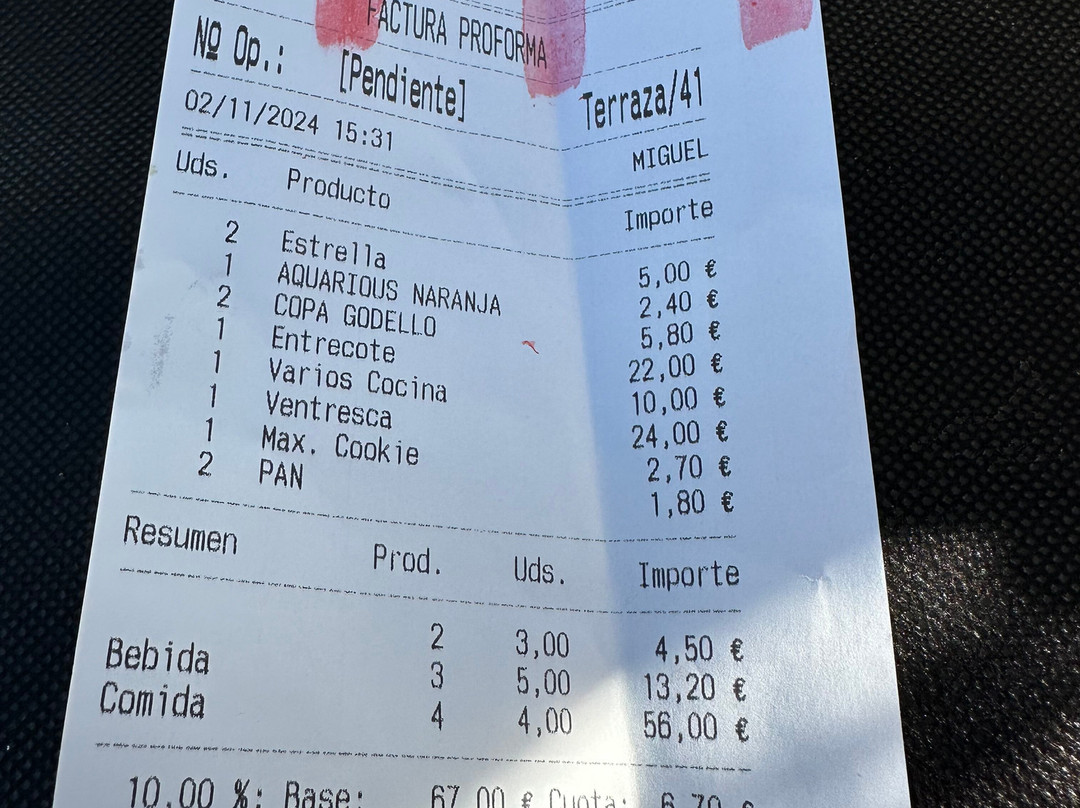 FACTURA PROFORMA
Nº Op.: [Pendiente] Terraza/41
02/11/2024 15:31 MIGUEL
Uds. Producto Importe
2 Estrella 5,00 €
1 AQUARIOUS NARANJA 2,40 €
2 COPA GODELLO 5,80 €
1 Entrecote 22,00 €
1 Varios Cocina 10,00 €
1 Ventresca 24,00 €
1 Max. Cookie 2,70 €
2 PAN 1,80 €
Resumen Prod. Uds. Importe
2 3,00 4,50 €
Bebida 3 5,00 13,20 €
Comida 4 4,00 56,00 €
10,00 %: Base: 67,00 € Cuota: 6,70 €